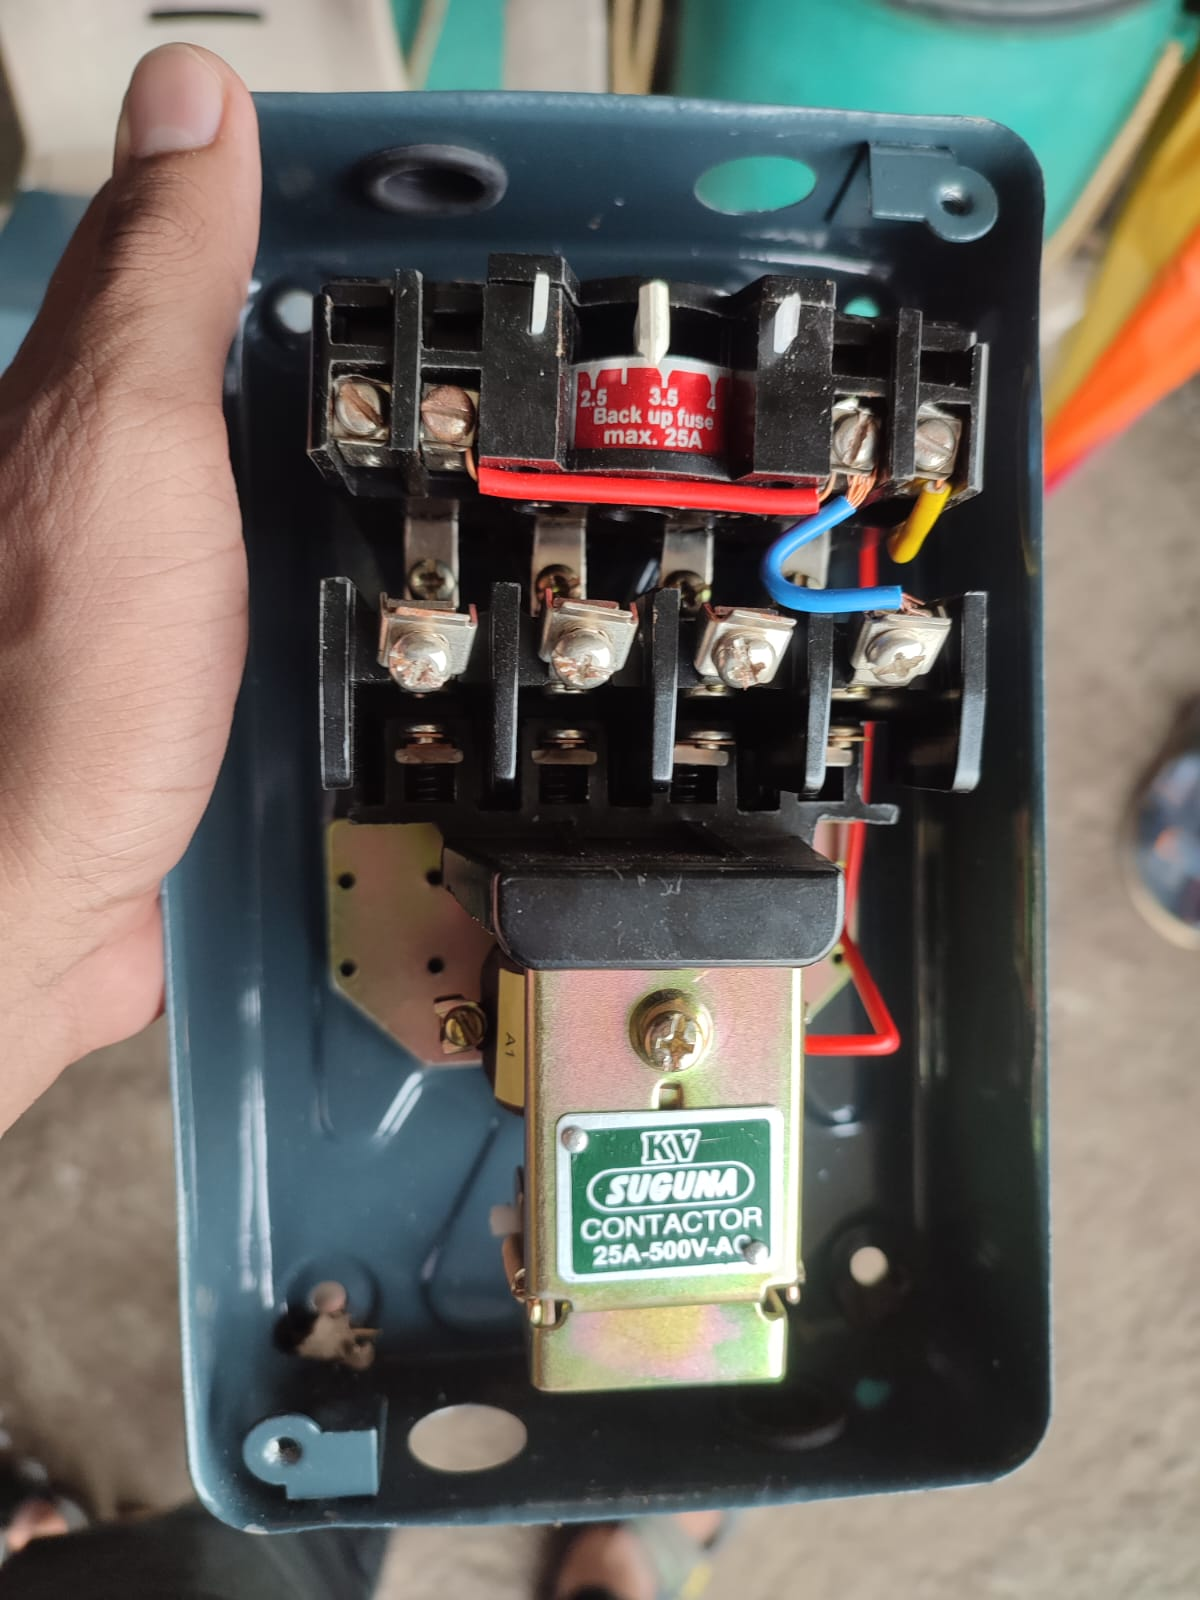 2.5 3.5 4
Back up fuse
max. 25A
A1
KV
SUGUNA
CONTACTOR
25A-500V-AC